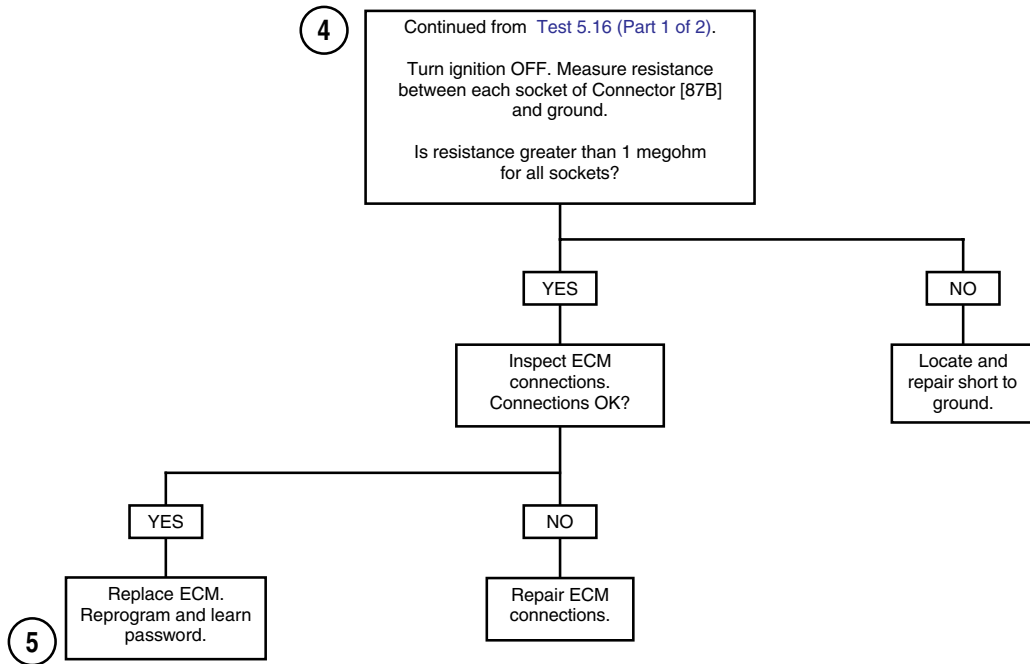 4
Continued from Test 5.16 (Part 1 of 2).
Turn ignition OFF. Measure resistance
between each socket of Connector [87B]
and ground.
Is resistance greater than 1 megohm
for all sockets?
YES
NO
Inspect ECM
connections.
Connections OK?
Locate and
repair short to
ground.
YES
NO
Replace ECM.
Reprogram and learn
password.
Repair ECM
connections.
5